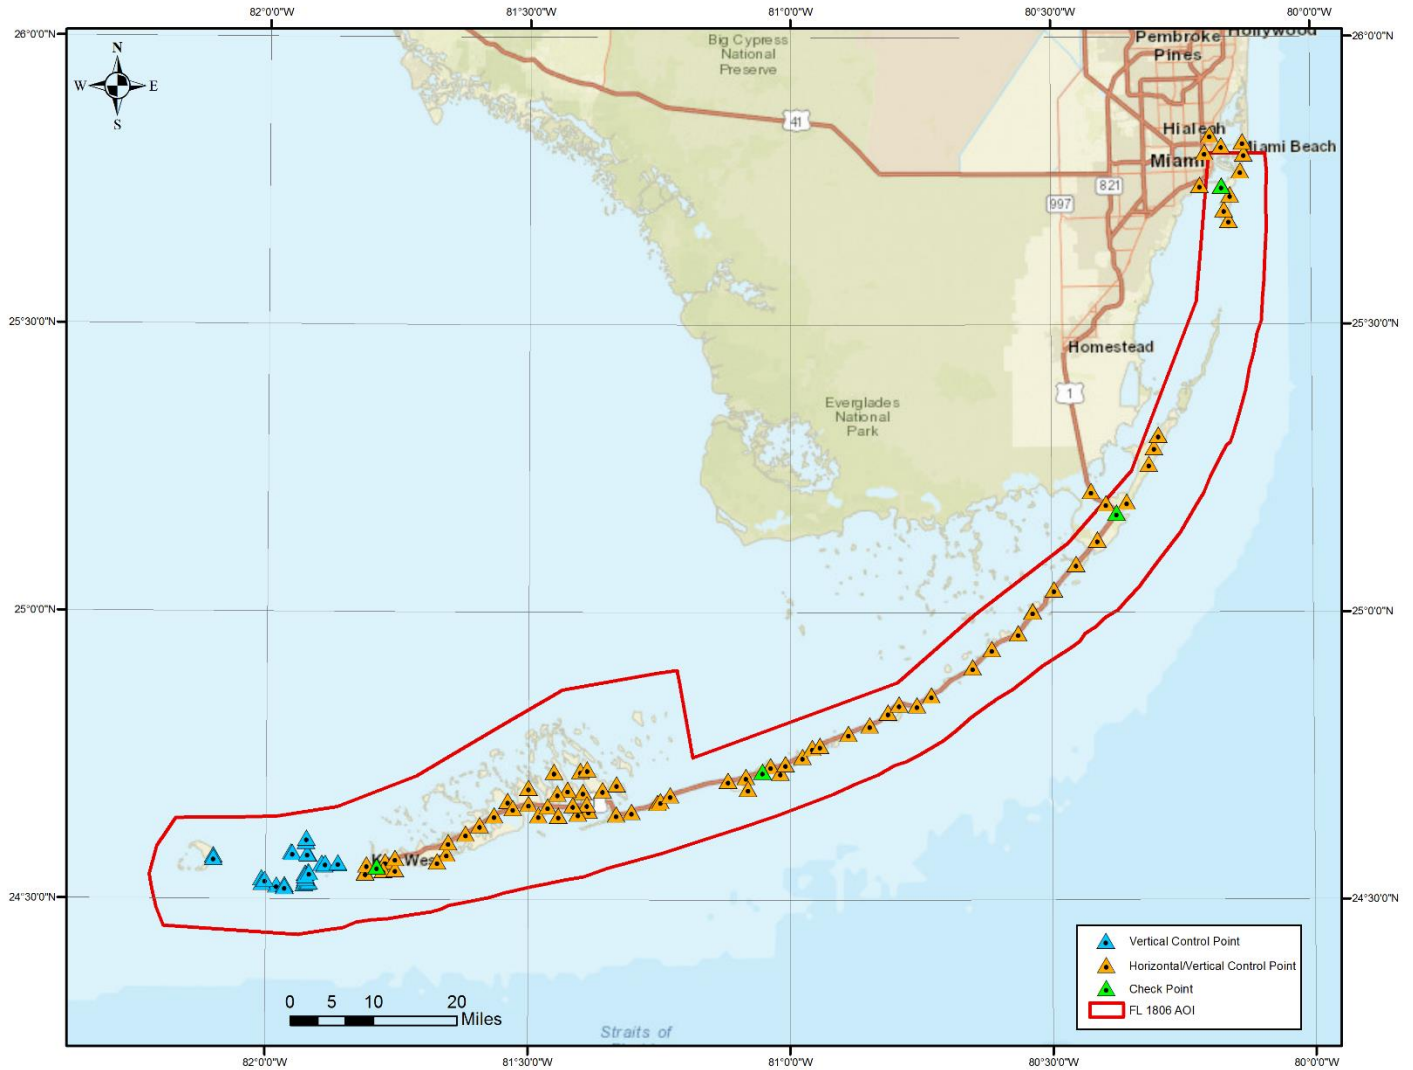 82°0'0"W 81°30'0"W 81°0'0"W 80°30'0"W 80°0'0"W
26°0'0"N 26°0'0"N
N
W E
S
Big Cypress
National
Preserve
Pembroke
Pines
Hollywood
41
Hialeah
Miami Beach
Miami
821
997
25°30'0"N 25°30'0"N
Homestead
1
Everglades
National
Park
25°0'0"N 25°0'0"N
Key West
24°30'0"N 24°30'0"N
Vertical Control Point
Horizontal/Vertical Control Point
Check Point
FL 1806 AOI
0 5 10 20
Miles
Straits of
82°0'0"W 81°30'0"W 81°0'0"W 80°30'0"W 80°0'0"W